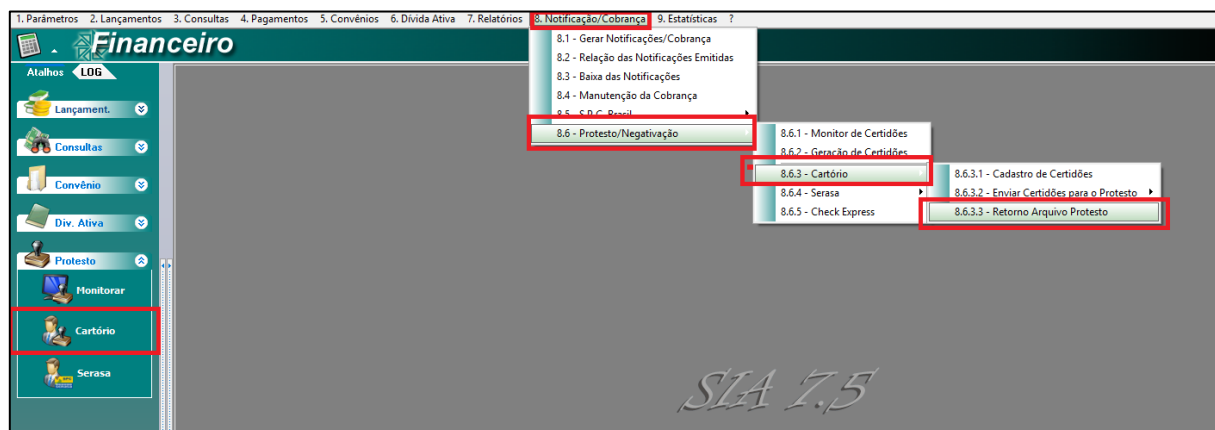 1. Parâmetros 2. Lançamentos 3. Consultas 4. Pagamentos 5. Convênios 6. Dívida Ativa 7. Relatórios 8. Notificação/Cobrança 9. Estatísticas ?
Financeiro
Atalhos LOG
Lançament.
Consultas
Convênio
Div. Ativa
Protesto
Monitorar
Cartório
Serasa
8.1 - Gerar Notificações/Cobrança
8.2 - Relação das Notificações Emitidas
8.3 - Baixa das Notificações
8.4 - Manutenção da Cobrança
8.5 - S.P.C. Brasil
8.6 - Protesto/Negativação
8.6.1 - Monitor de Certidões
8.6.2 - Geração de Certidões
8.6.3 - Cartório
8.6.4 - Serasa
8.6.5 - Check Express
8.6.3.1 - Cadastro de Certidões
8.6.3.2 - Enviar Certidões para o Protesto
8.6.3.3 - Retorno Arquivo Protesto
SIA 7.5